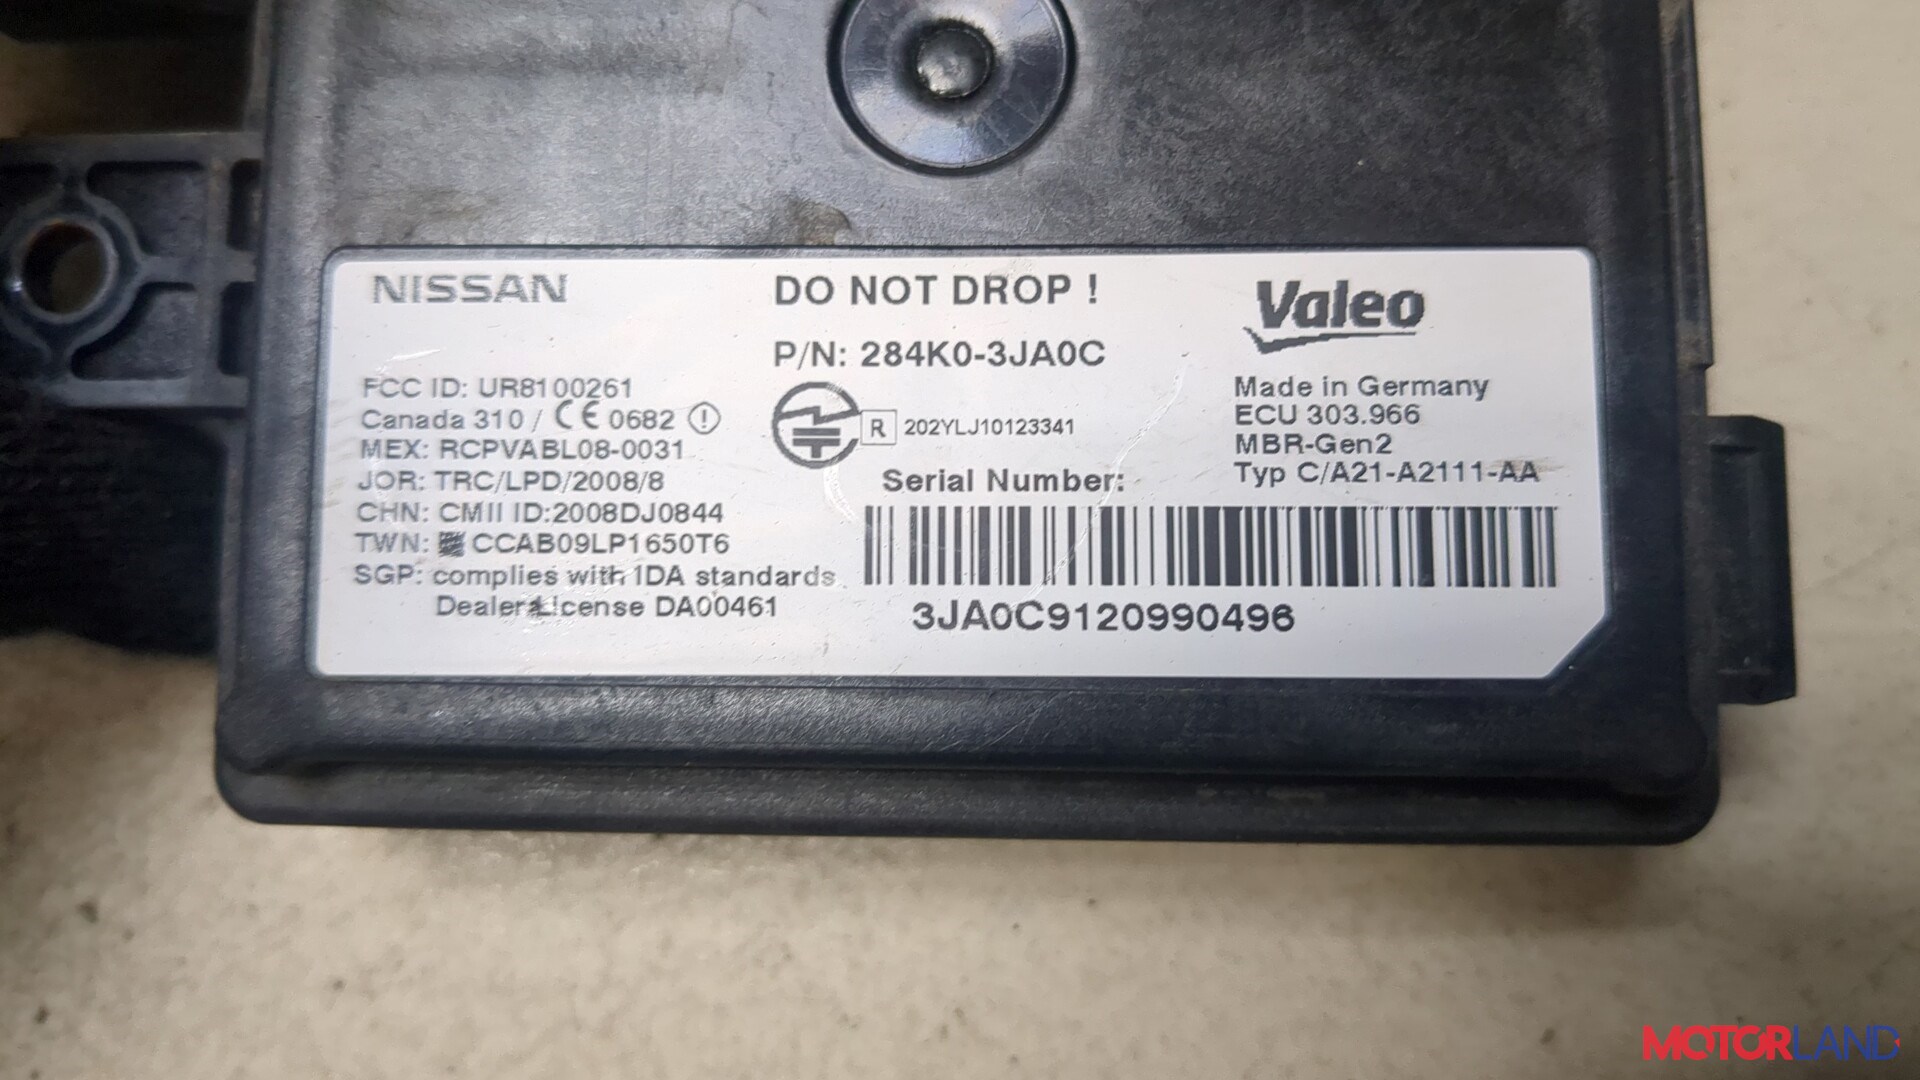 NISSAN
DO NOT DROP !
Valeo
P/N: 284K0-3JA0C
FCC ID: UR8100261
Canada 310 / CE 0682
MEX: RCPVABL08-0031
JOR: TRC/LPD/2008/8
CHN: CMII ID:2008DJ0844
TWN: CCAB09LP1650T6
SGP: complies with IDA standards
Dealer License DA00461
R 202YLJ10123341
Made in Germany
ECU 303.966
MBR-Gen2
Typ C/A21-A2111-AA
Serial Number:
3JA0C9120990496
MOTORLAND